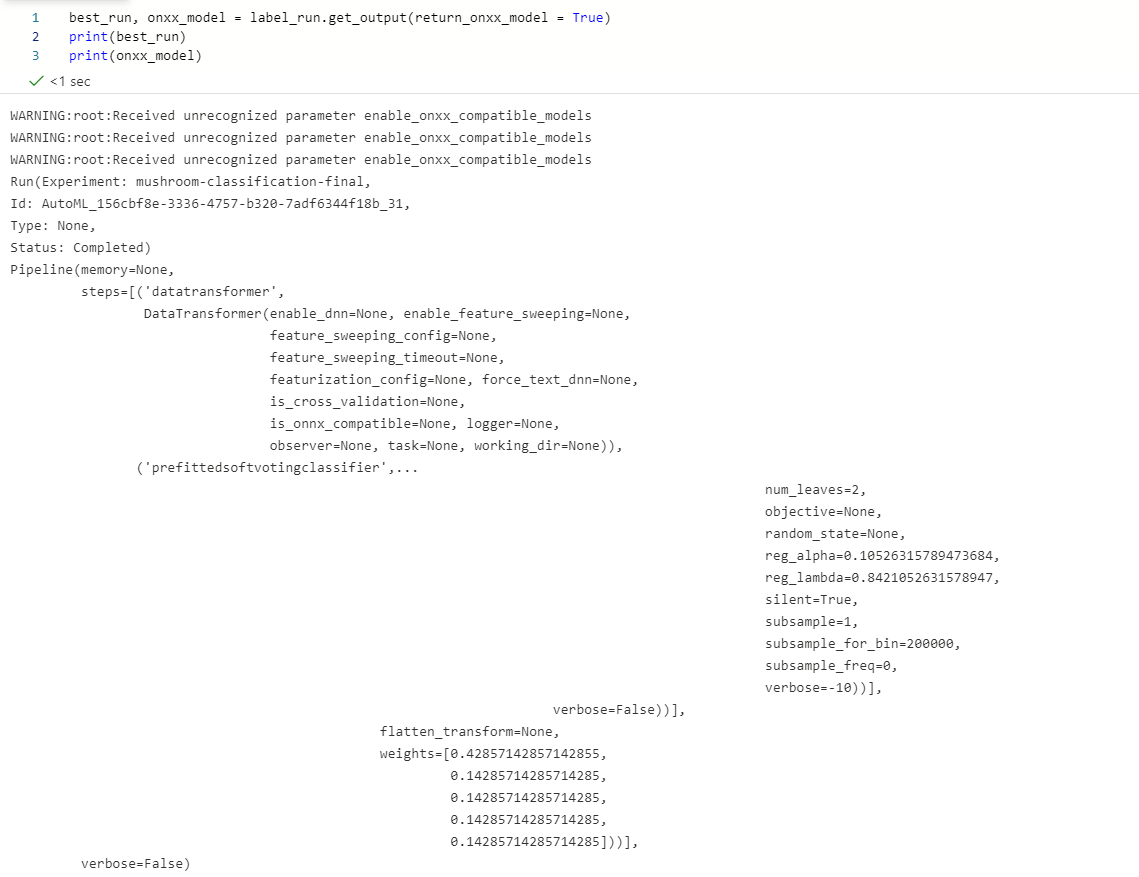 1 best_run, onxx_model = label_run.get_output(return_onxx_model = True)
2 print(best_run)
3 print(onxx_model)
<1 sec
WARNING:root:Received unrecognized parameter enable_onxx_compatible_models
WARNING:root:Received unrecognized parameter enable_onxx_compatible_models
WARNING:root:Received unrecognized parameter enable_onxx_compatible_models
Run(Experiment: mushroom-classification-final,
Id: AutoML_156cbf8e-3336-4757-b320-7adf6344f18b_31,
Type: None,
Status: Completed)
Pipeline(memory=None,
steps=[('datatransformer',
DataTransformer(enable_dnn=None, enable_feature_sweeping=None,
feature_sweeping_config=None,
feature_sweeping_timeout=None,
featurization_config=None, force_text_dnn=None,
is_cross_validation=None,
is_onnx_compatible=None, logger=None,
observer=None, task=None, working_dir=None)),
('prefittedsoftvotingclassifier',...
num_leaves=2,
objective=None,
random_state=None,
reg_alpha=0.10526315789473684,
reg_lambda=0.8421052631578947,
silent=True,
subsample=1,
subsample_for_bin=200000,
subsample_freq=0,
verbose=-10))],
verbose=False))],
flatten_transform=None,
weights=[0.42857142857142855,
0.14285714285714285,
0.14285714285714285,
0.14285714285714285,
0.14285714285714285]))],
verbose=False)